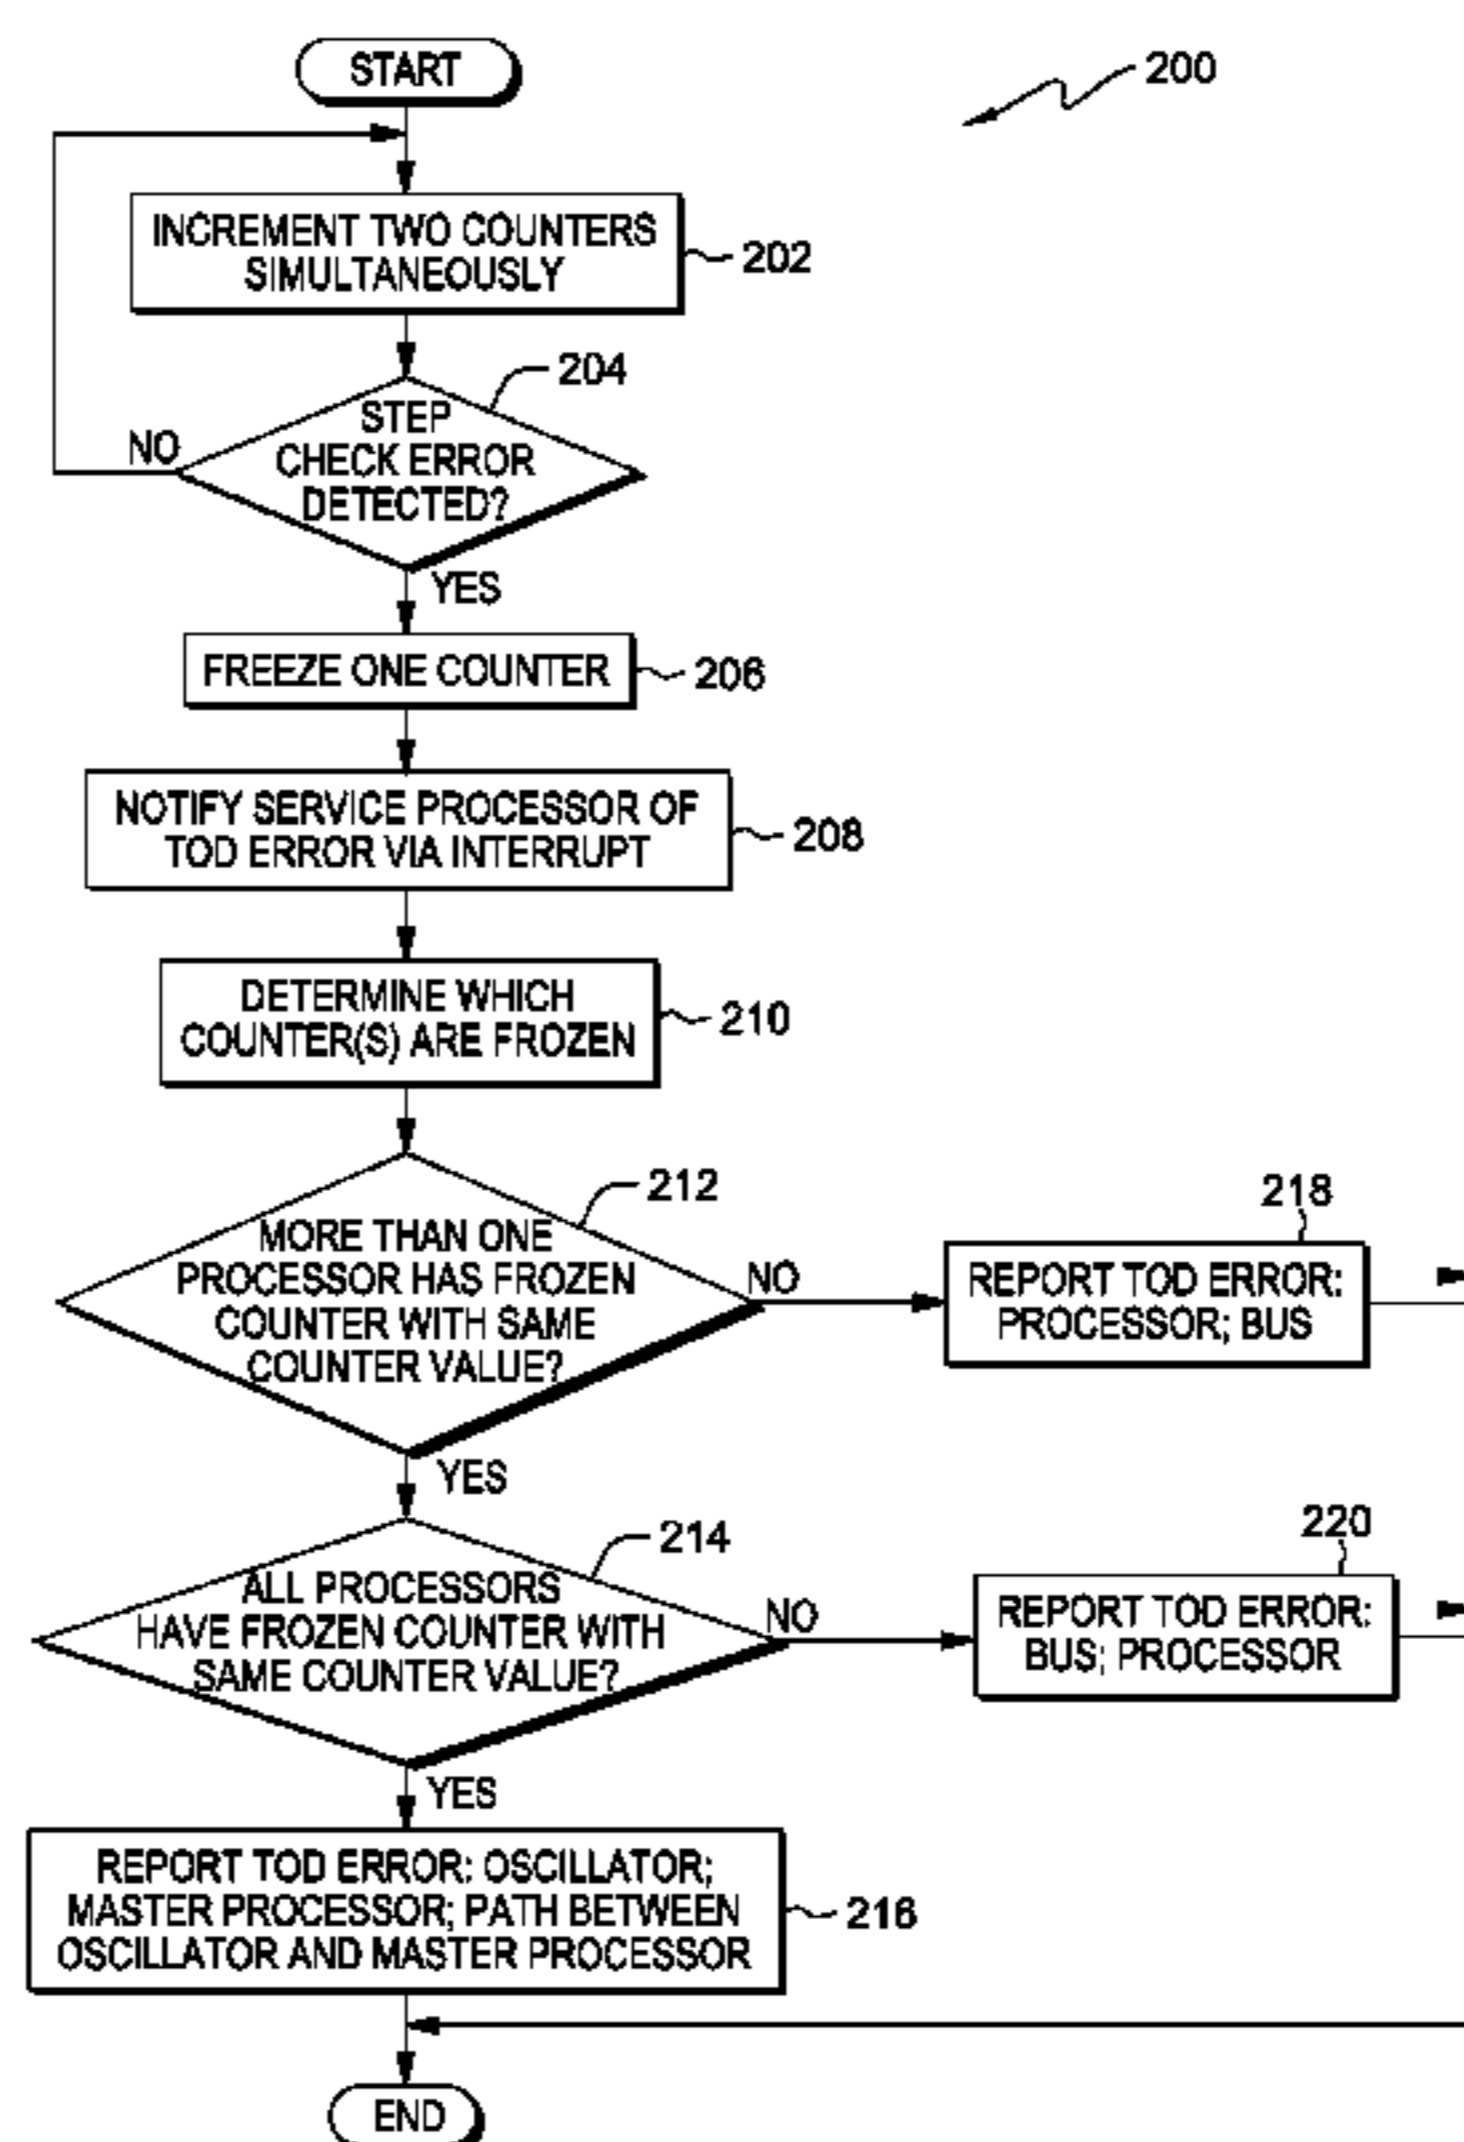 START
200
INCREMENT TWO COUNTERS
SIMULTANEOUSLY
202
204
STEP
CHECK ERROR
DETECTED?
NO
YES
FREEZE ONE COUNTER
206
NOTIFY SERVICE PROCESSOR OF
TOD ERROR VIA INTERRUPT
208
DETERMINE WHICH
COUNTER(S) ARE FROZEN
210
212
MORE THAN ONE
PROCESSOR HAS FROZEN
COUNTER WITH SAME
COUNTER VALUE?
NO
218
REPORT TOD ERROR:
PROCESSOR; BUS
YES
214
ALL PROCESSORS
HAVE FROZEN COUNTER WITH
SAME COUNTER VALUE?
NO
220
REPORT TOD ERROR:
BUS; PROCESSOR
YES
REPORT TOD ERROR: OSCILLATOR;
MASTER PROCESSOR; PATH BETWEEN
OSCILLATOR AND MASTER PROCESSOR
216
END